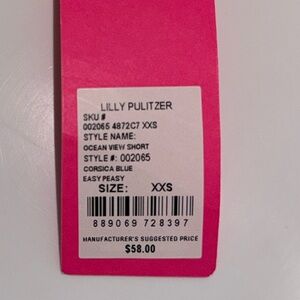 LILLY PULITZER
SKU #
002065 4872C7 XXS
STYLE NAME:
OCEAN VIEW SHORT
STYLE #: 002065
CORSICA BLUE
EASY PEASY
SIZE: XXS
889069 728397
MANUFACTURER'S SUGGESTED PRICE
$58.00